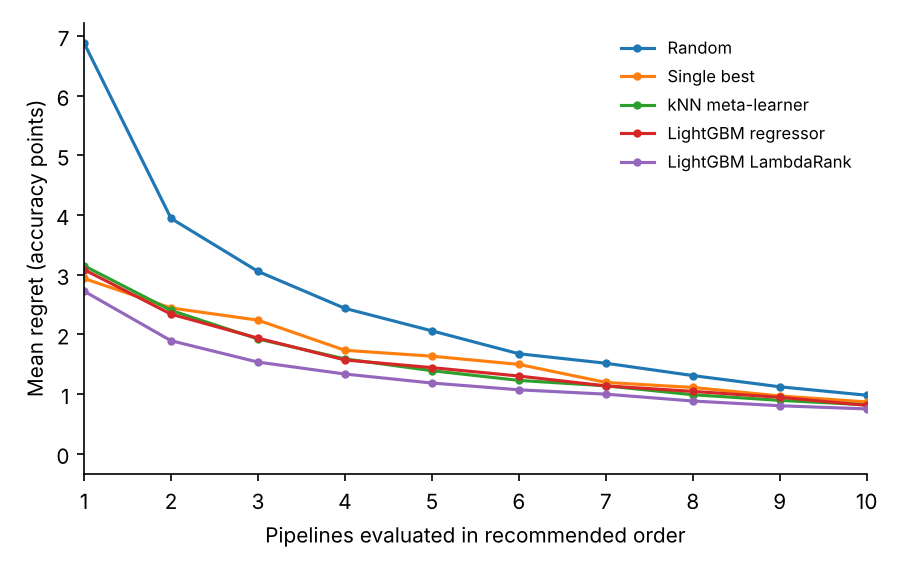 Mean regret (accuracy points)
7
6
5
4
3
2
1
0
Random
Single best
kNN meta-learner
LightGBM regressor
LightGBM LambdaRank
1 2 3 4 5 6 7 8 9 10
Pipelines evaluated in recommended order